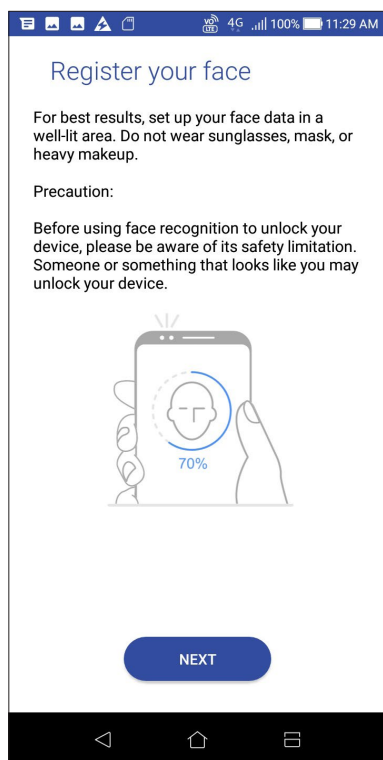 VO LTE 4G 100% 11:29 AM
Register your face
For best results, set up your face data in a
well-lit area. Do not wear sunglasses, mask, or
heavy makeup.
Precaution:
Before using face recognition to unlock your
device, please be aware of its safety limitation.
Someone or something that looks like you may
unlock your device.
70%
NEXT